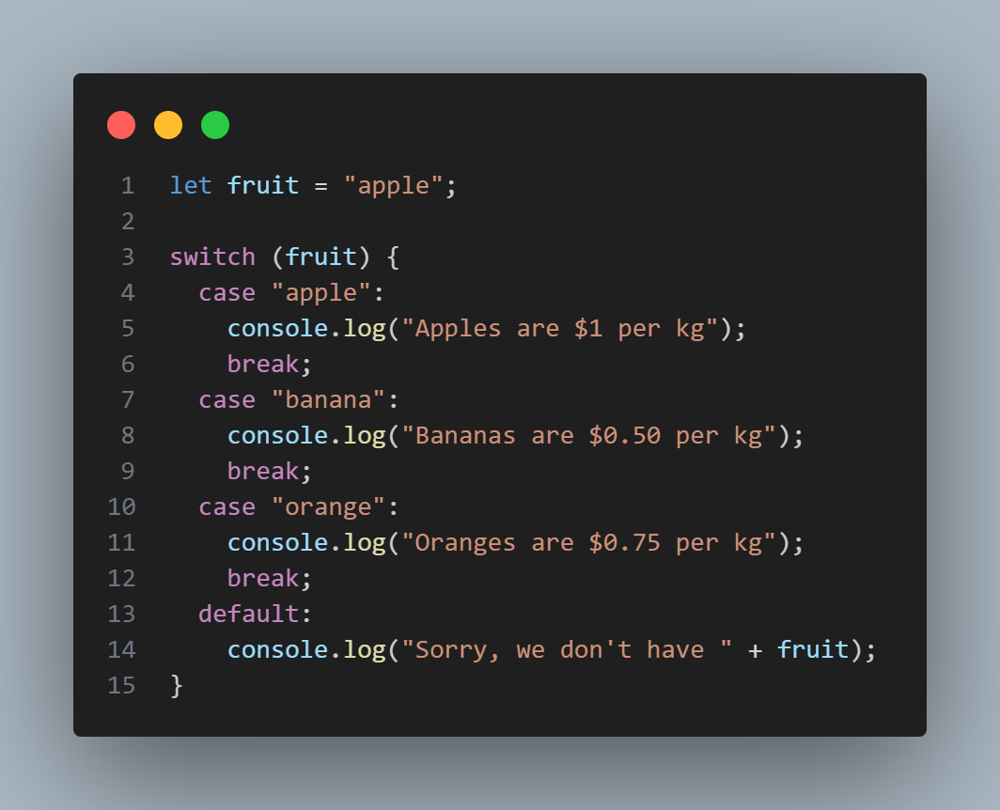 1 let fruit = "apple";
2
3 switch (fruit) {
4   case "apple":
5     console.log("Apples are $1 per kg");
6     break;
7   case "banana":
8     console.log("Bananas are $0.50 per kg");
9     break;
10   case "orange":
11     console.log("Oranges are $0.75 per kg");
12     break;
13   default:
14     console.log("Sorry, we don't have " + fruit);
15 }